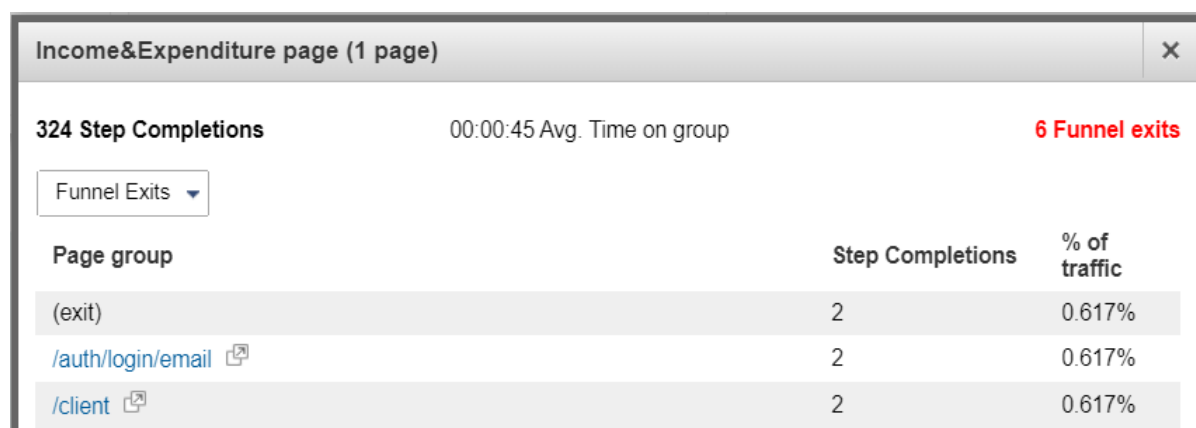 Income&Expenditure page (1 page)
324 Step Completions 00:00:45 Avg. Time on group 6 Funnel exits
Funnel Exits
Page group Step Completions % of traffic
(exit) 2 0.617%
/auth/login/email 2 0.617%
/client 2 0.617%